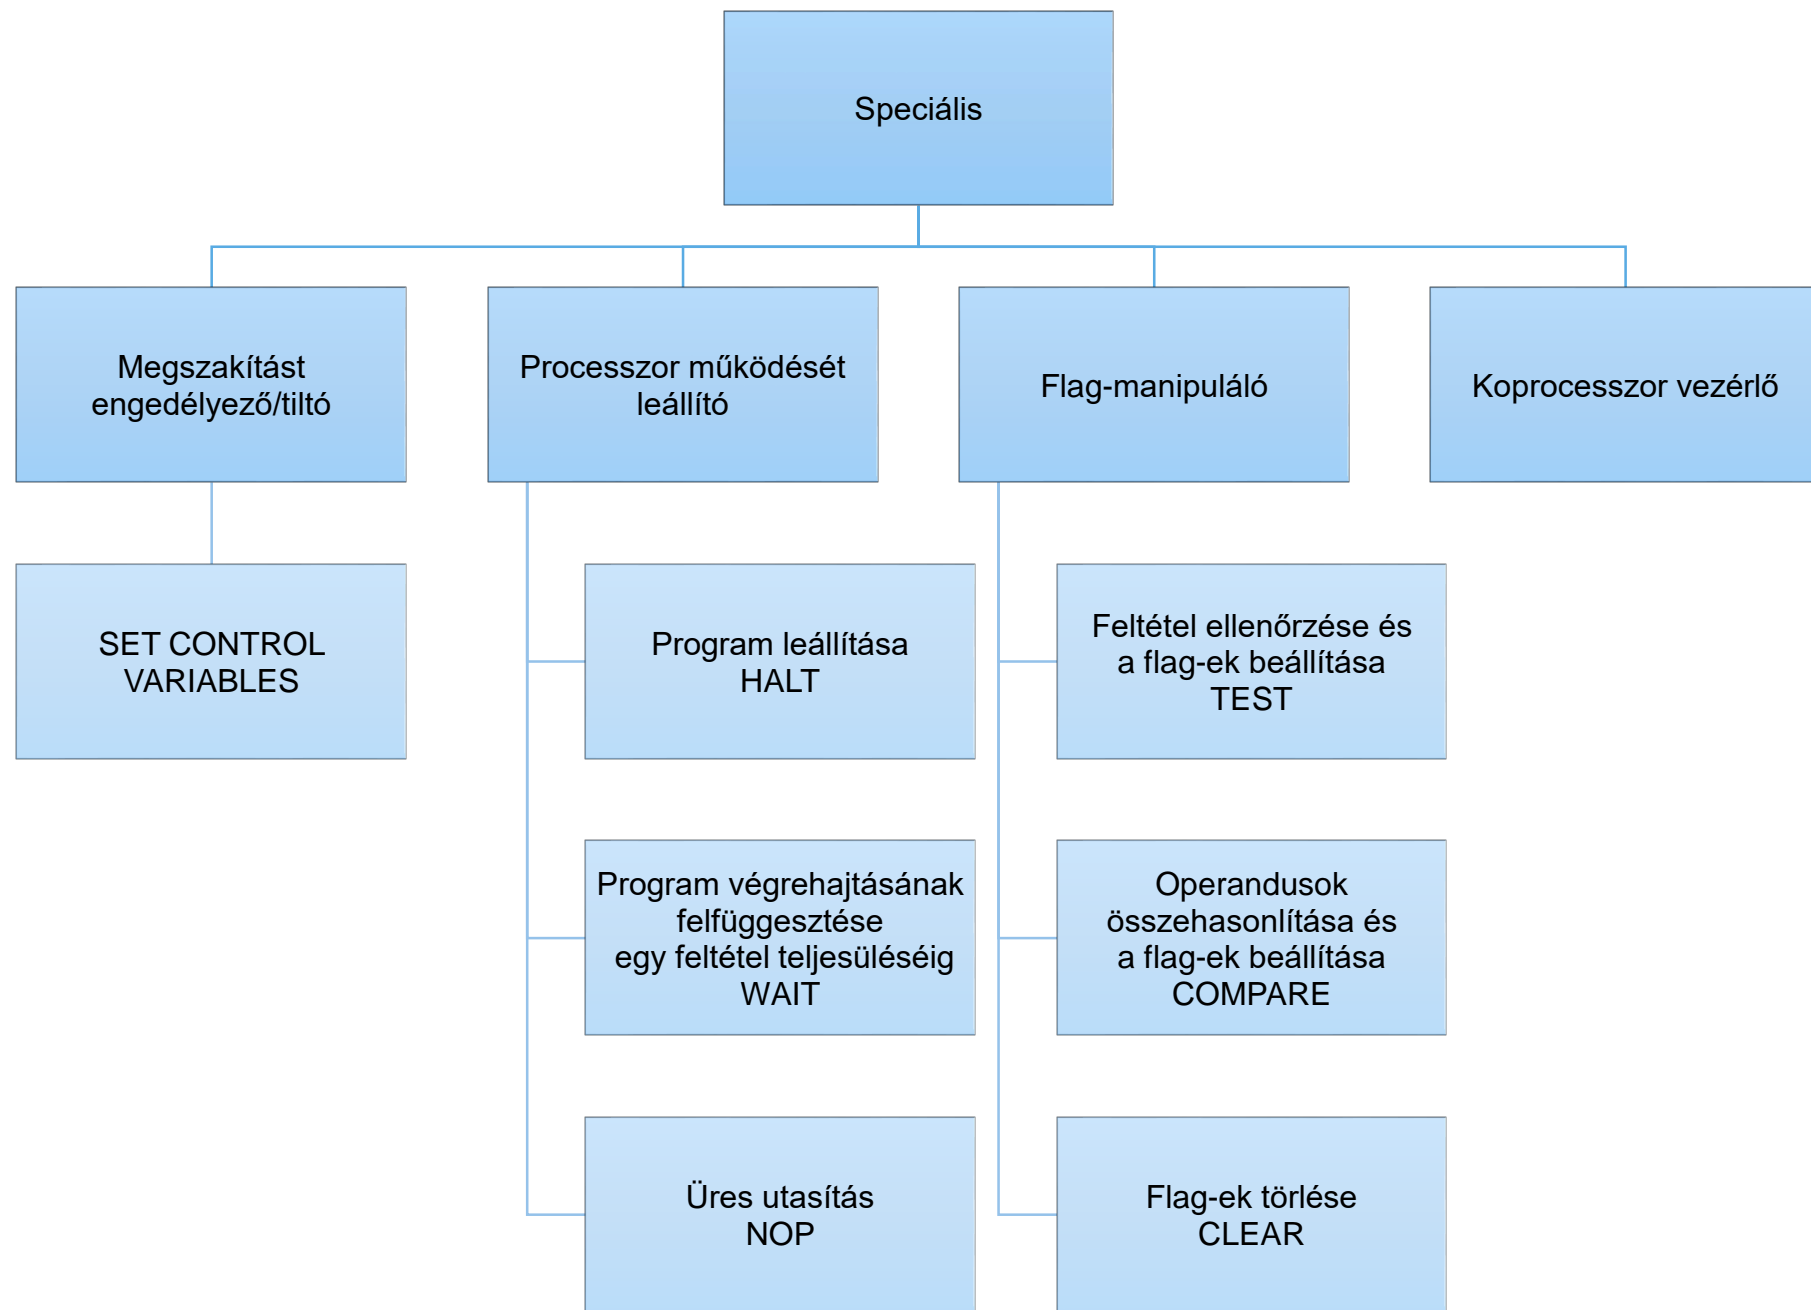 Speciális
Megszakítást
engedélyező/tiltó
Processzor működését
leállító
Flag-manipuláló
Koprocesszor vezérlő
SET CONTROL
VARIABLES
Program leállítása
HALT
Feltétel ellenőrzése és
a flag-ek beállítása
TEST
Program végrehajtásának
felfüggesztése
egy feltétel teljesüléséig
WAIT
Operandusok
összehasonlítása és
a flag-ek beállítása
COMPARE
Üres utasítás
NOP
Flag-ek törlése
CLEAR